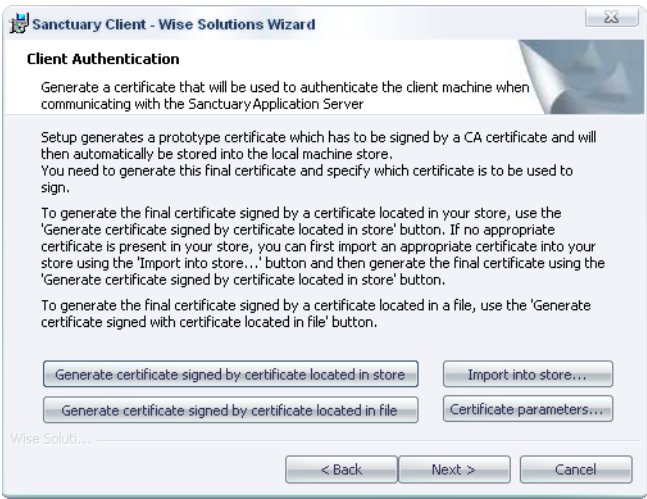 Sanctuary Client - Wise Solutions Wizard
Client Authentication
Generate a certificate that will be used to authenticate the client machine when
communicating with the Sanctuary Application Server
Setup generates a prototype certificate which has to be signed by a CA certificate and will
then automatically be stored into the local machine store.
You need to generate this final certificate and specify which certificate is to be used to
sign.
To generate the final certificate signed by a certificate located in your store, use the
'Generate certificate signed by certificate located in store' button. If no appropriate
certificate is present in your store, you can first import an appropriate certificate into your
store using the 'Import into store...' button and then generate the final certificate using the
'Generate certificate signed by certificate located in store' button.
To generate the final certificate signed by a certificate located in a file, use the 'Generate
certificate signed with certificate located in file' button.
Generate certificate signed by certificate located in store
Import into store...
Generate certificate signed by certificate located in file
Certificate parameters...
Wise Soluti...
< Back
Next >
Cancel